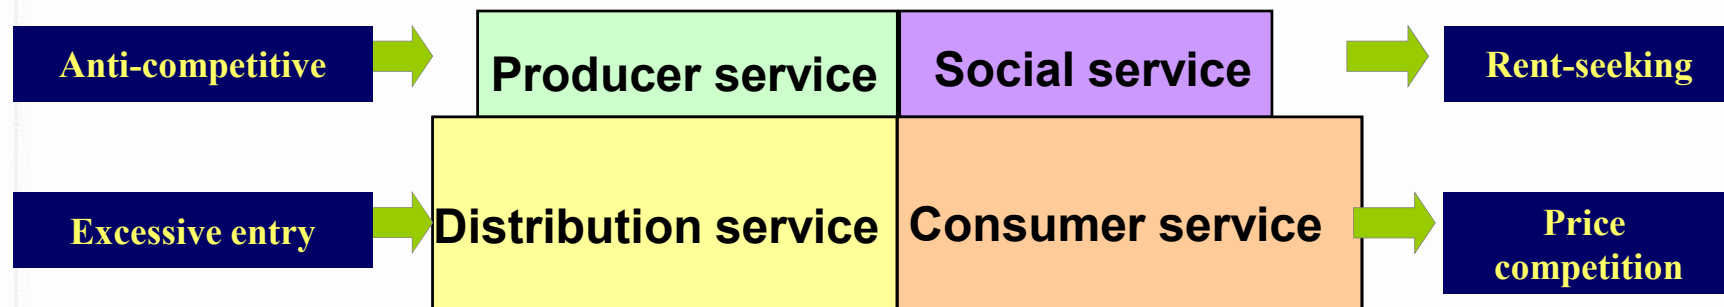 Anti-competitive
Producer service
Social service
Rent-seeking
Excessive entry
Distribution service
Consumer service
Price
competition